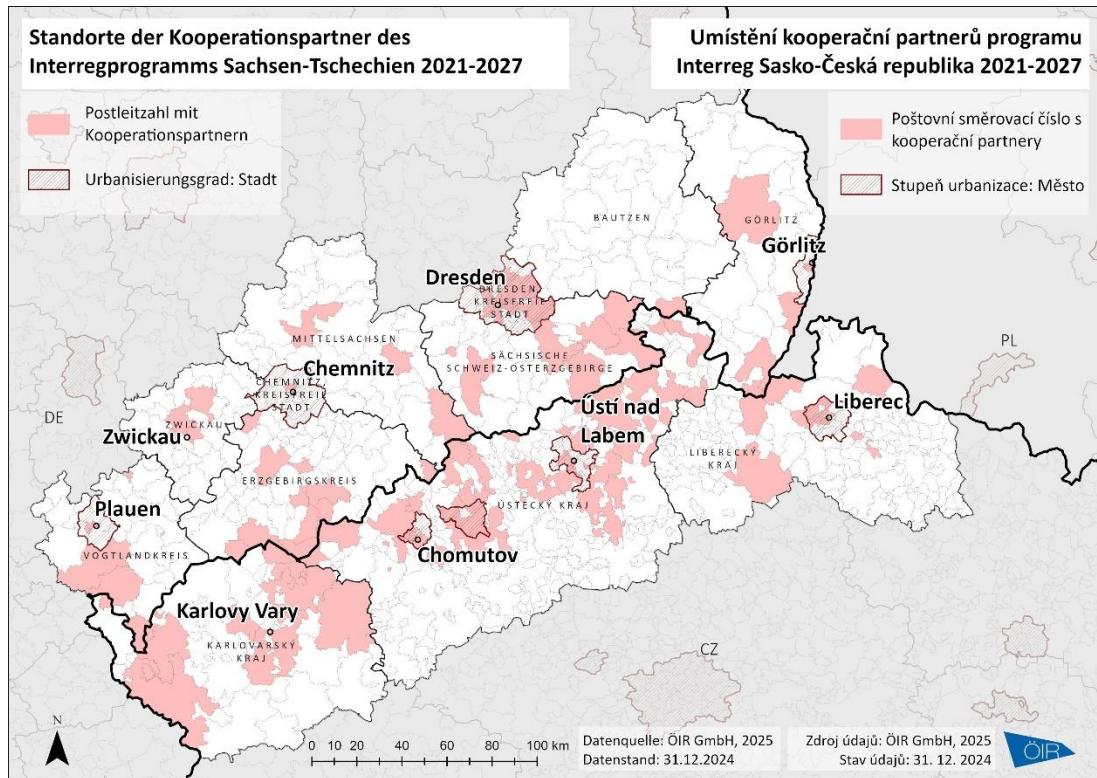 Standorte der Kooperationspartner des
Interregprogramms Sachsen-Tschechien 2021-2027
Umístění kooperační partnerů programu
Interreg Sasko-Česká republika 2021-2027
Postleitzahl mit
Kooperationspartnern
Urbanisierungsgrad: Stadt
Poštovní směrovací číslo s
kooperační partnery
Stupeň urbanizace: Město
BAUTZEN
GÖRLITZ
Görlitz
Dresden
DRESDEN
KREISFREIE
STADT
MITTELSACHSEN
SÄCHSISCHE
SCHWEIZ-OSTERZGEBIRGE
PL
Chemnitz
CHEMNITZ
KREISFREIE
STADT
DE
ZWICKAU
Zwickau
Ústí nad
Labem
Liberec
LIBERECKÝ
KRAJ
ERZGEBIRGSKREIS
ÚSTECKÝ KRAJ
Plauen
VOGTLANDKREIS
Chomutov
Karlovy Vary
KARLOVARSKÝ
KRAJ
CZ
N
0 20 40 60 80 100 km
Datenquelle: ÖIR GmbH, 2025
Datenstand: 31.12.2024
Zdroj údajů: ÖIR GmbH, 2025
Stav údajů: 31. 12. 2024
ÖIR